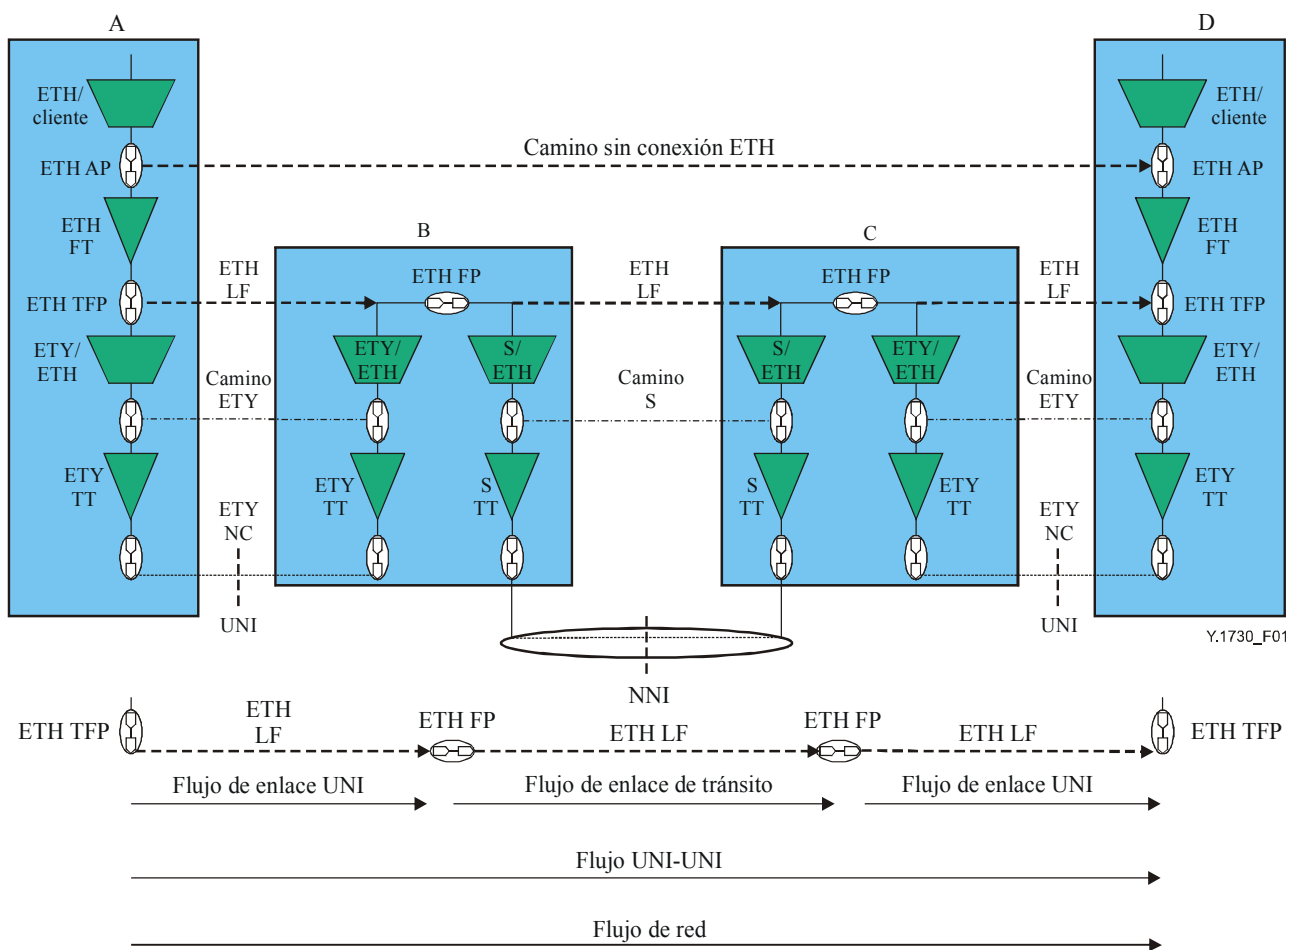 A
D
ETH/
cliente
ETH/
cliente
Camino sin conexión ETH
ETH AP
ETH AP
ETH
FT
ETH
FT
B
C
ETH
LF
ETH FP
ETH
LF
ETH FP
ETH
LF
ETH TFP
ETH TFP
ETY/
ETH
ETY/
ETH
S/
ETH
S/
ETH
ETY/
ETH
ETY/
ETH
Camino
ETY
Camino
S
Camino
ETY
ETY
TT
ETY
TT
S
TT
S
TT
ETY
TT
ETY
TT
ETY
NC
ETY
NC
UNI
UNI
Y.1730_F01
NNI
ETH TFP
ETH
LF
ETH FP
ETH LF
ETH FP
ETH LF
ETH TFP
Flujo de enlace UNI
Flujo de enlace de tránsito
Flujo de enlace UNI
Flujo UNI-UNI
Flujo de red